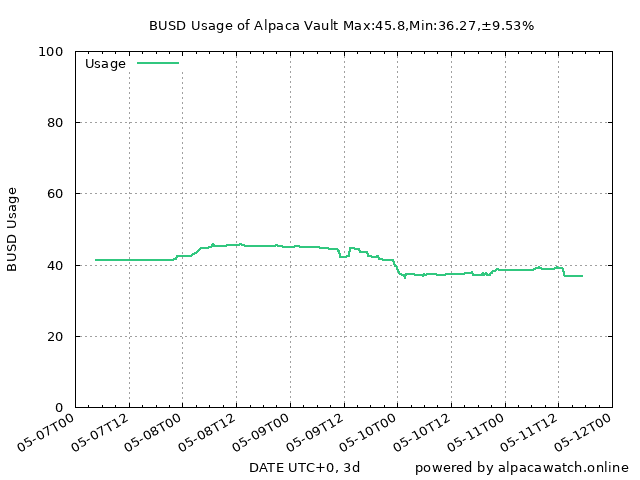 BUSD Usage of Alpaca Vault Max:45.8,Min:36.27,±9.53%
Usage
100
80
60
40
20
0
BUSD Usage
05-07T00
05-07T12
05-08T00
05-08T12
05-09T00
05-09T12
05-10T00
05-10T12
05-11T00
05-11T12
05-12T00
DATE UTC+0, 3d
powered by alpacawatch.online